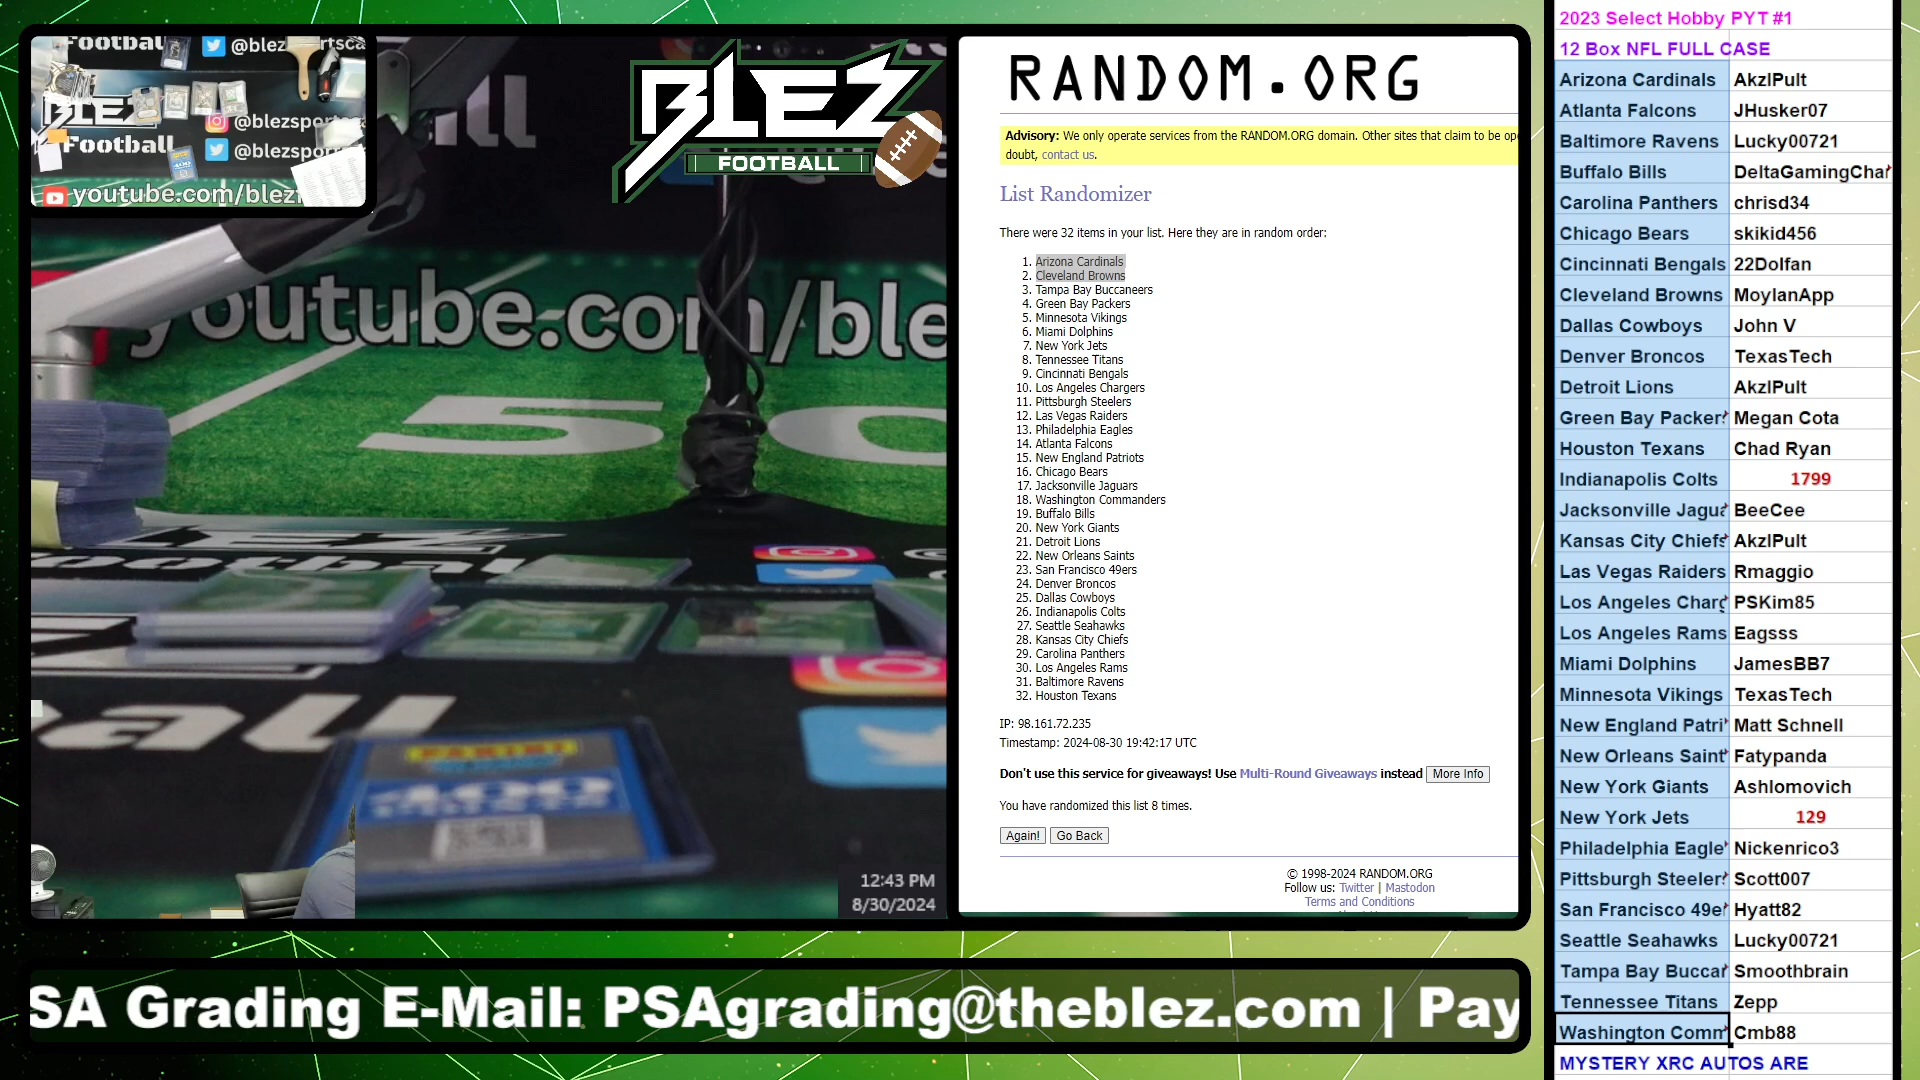 Football
@blez
rtsca
@blezsports
Football
@blezspor
youtube.com/blez
BLEZ
FOOTBALL
youtube.com/ble
5 0
PANINI
400
POINTS
12:43 PM
8/30/2024
RANDOM.ORG
Advisory: We only operate services from the RANDOM.ORG domain. Other sites that claim to be
doubt, contact us.
List Randomizer
There were 32 items in your list. Here they are in random order:
1. Arizona Cardinals
2. Cleveland Browns
3. Tampa Bay Buccaneers
4. Green Bay Packers
5. Minnesota Vikings
6. Miami Dolphins
7. New York Jets
8. Tennessee Titans
9. Cincinnati Bengals
10. Los Angeles Chargers
11. Pittsburgh Steelers
12. Las Vegas Raiders
13. Philadelphia Eagles
14. Atlanta Falcons
15. New England Patriots
16. Chicago Bears
17. Jacksonville Jaguars
18. Washington Commanders
19. Buffalo Bills
20. New York Giants
21. Detroit Lions
22. New Orleans Saints
23. San Francisco 49ers
24. Denver Broncos
25. Dallas Cowboys
26. Indianapolis Colts
27. Seattle Seahawks
28. Kansas City Chiefs
29. Carolina Panthers
30. Los Angeles Rams
31. Baltimore Ravens
32. Houston Texans
IP: 98.161.72.235
Timestamp: 2024-08-30 19:42:17 UTC
Don't use this service for giveaways! Use Multi-Round Giveaways instead More Info
You have randomized this list 8 times.
Again! Go Back
© 1998-2024 RANDOM.ORG
Follow us: Twitter | Mastodon
Terms and Conditions
2023 Select Hobby PYT #1
12 Box NFL FULL CASE
Arizona Cardinals AkzlPult
Atlanta Falcons JHusker07
Baltimore Ravens Lucky00721
Buffalo Bills DeltaGamingChar
Carolina Panthers chrisd34
Chicago Bears skikid456
Cincinnati Bengals 22Dolfan
Cleveland Browns MoylanApp
Dallas Cowboys John V
Denver Broncos TexasTech
Detroit Lions AkzlPult
Green Bay Packer Megan Cota
Houston Texans Chad Ryan
Indianapolis Colts 1799
Jacksonville Jagua BeeCee
Kansas City Chiefs AkzlPult
Las Vegas Raiders Rmaggio
Los Angeles Charg PSKim85
Los Angeles Rams Eagsss
Miami Dolphins JamesBB7
Minnesota Vikings TexasTech
New England Patri Matt Schnell
New Orleans Saint Fatypanda
New York Giants Ashlomovich
New York Jets 129
Philadelphia Eagle Nickenrico3
Pittsburgh Steeler Scott007
San Francisco 49er Hyatt82
Seattle Seahawks Lucky00721
Tampa Bay Buccar Smoothbrain
Tennessee Titans Zepp
Washington Comm Cmb88
MYSTERY XRC AUTOS ARE
SA Grading E-Mail: PSAgrading@theblez.com | Pay